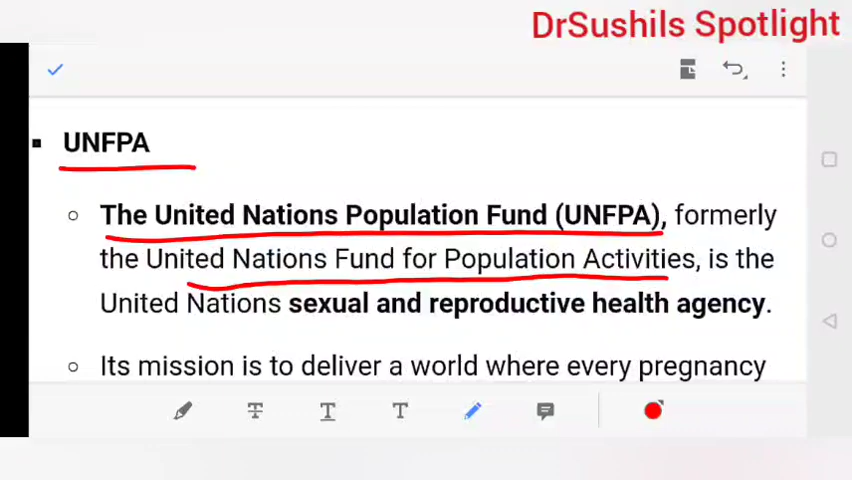 DrSushils Spotlight
UNFPA
The United Nations Population Fund (UNFPA), formerly
the United Nations Fund for Population Activities, is the
United Nations sexual and reproductive health agency.
Its mission is to deliver a world where every pregnancy